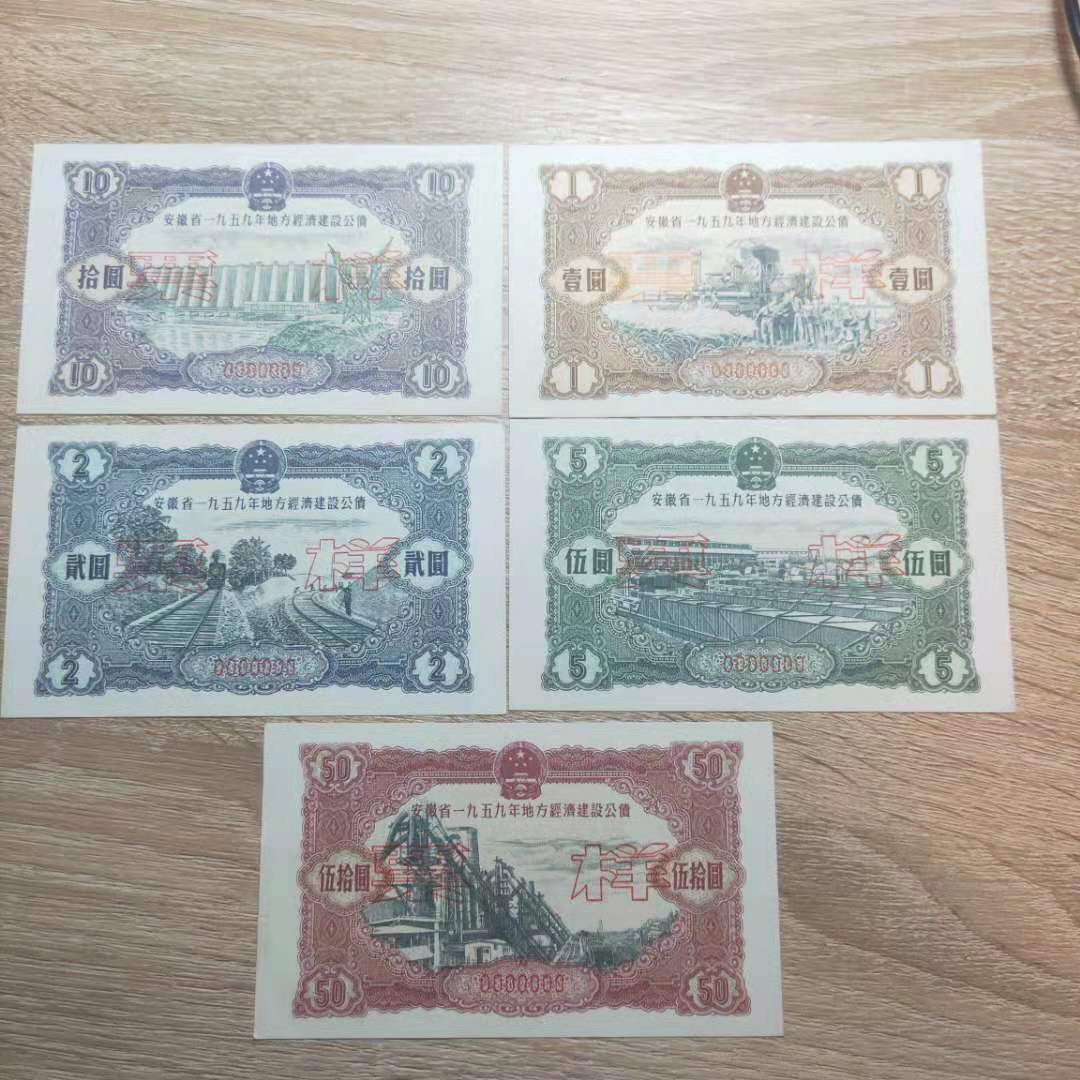 10 10
安徽省一九五九年地方經濟建設公債
拾圓 票樣 拾圓
10 0000000 10
1 1
安徽省一九五九年地方經濟建設公債
壹圓 票样 壹圓
1 0000000 1
2 2
安徽省一九五九年地方經濟建設公債
貳圓 票样 貳圓
2 0000000 2
5 5
安徽省一九五九年地方經濟建設公債
伍圓 票样 伍圓
5 0000000 5
50 50
安徽省一九五九年地方經濟建設公債
伍拾圓 票样 伍拾圓
50 0000000 50